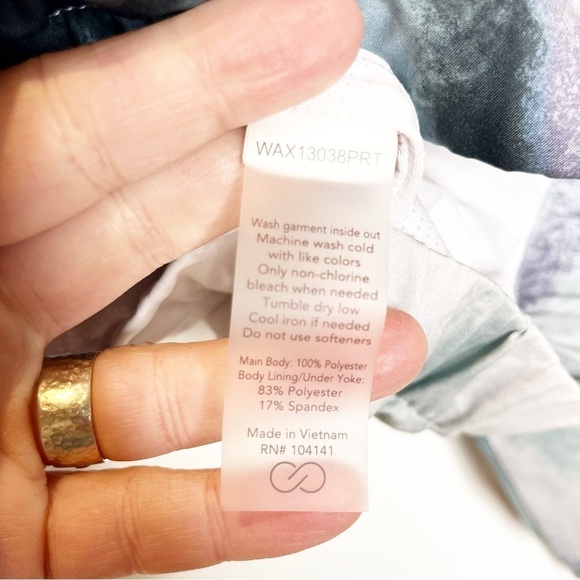 WAX13038PRT
Wash garment inside out
Machine wash cold
with like colors
Only non-chlorine
bleach when needed
Tumble dry low
Cool iron if needed
Do not use softeners
Main Body: 100% Polyester
Body Lining/Under Yoke:
83% Polyester
17% Spandex
Made in Vietnam
RN# 104141